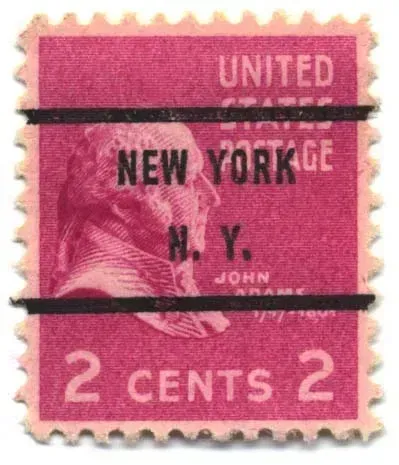 UNITED
STATES
POSTAGE
NEW YORK
N. Y.
JOHN
ADAMS
2 CENTS 2